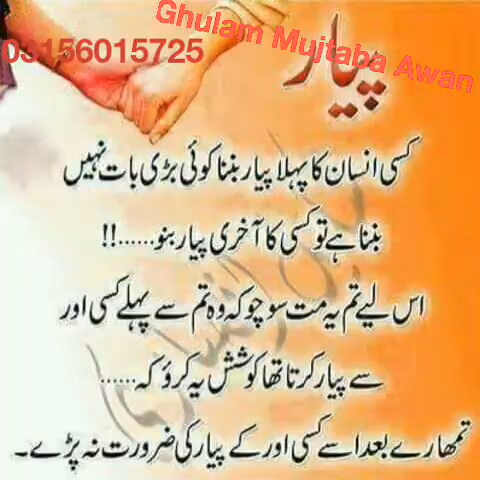 Ghulam Mujtaba Awan
03156015725
پیار
کسی انسان کا پہلا پیار بننا کوئی بڑی بات نہیں
بننا ہے تو کسی کا آخری پیار بنو......!!
اس لیے تم یہ مت سوچو کہ وہ تم سے پہلے کسی اور
سے پیار کرتا تھا کوشش یہ کرؤ کہ......
تمھارے بعد اسے کسی اور کے پیار کی ضرورت نہ پڑے۔